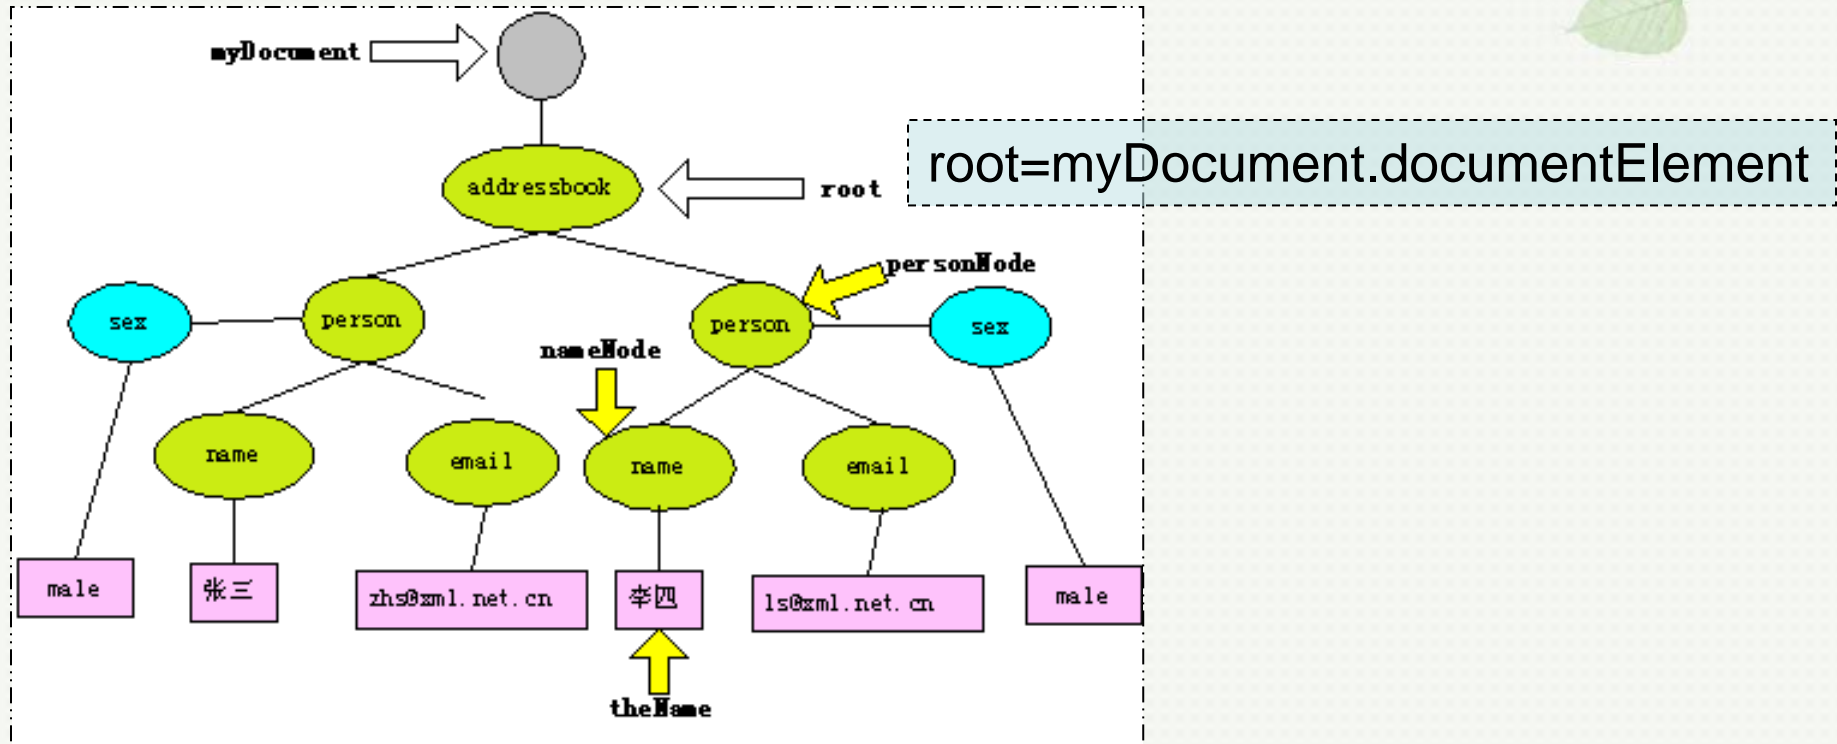 myDocument
root=myDocument.documentElement
addressbook
root
personNode
sex
person
person
sex
nameNode
name
email
name
email
male
张三
zhs@xml.net.cn
李四
ls@xml.net.cn
male
theName